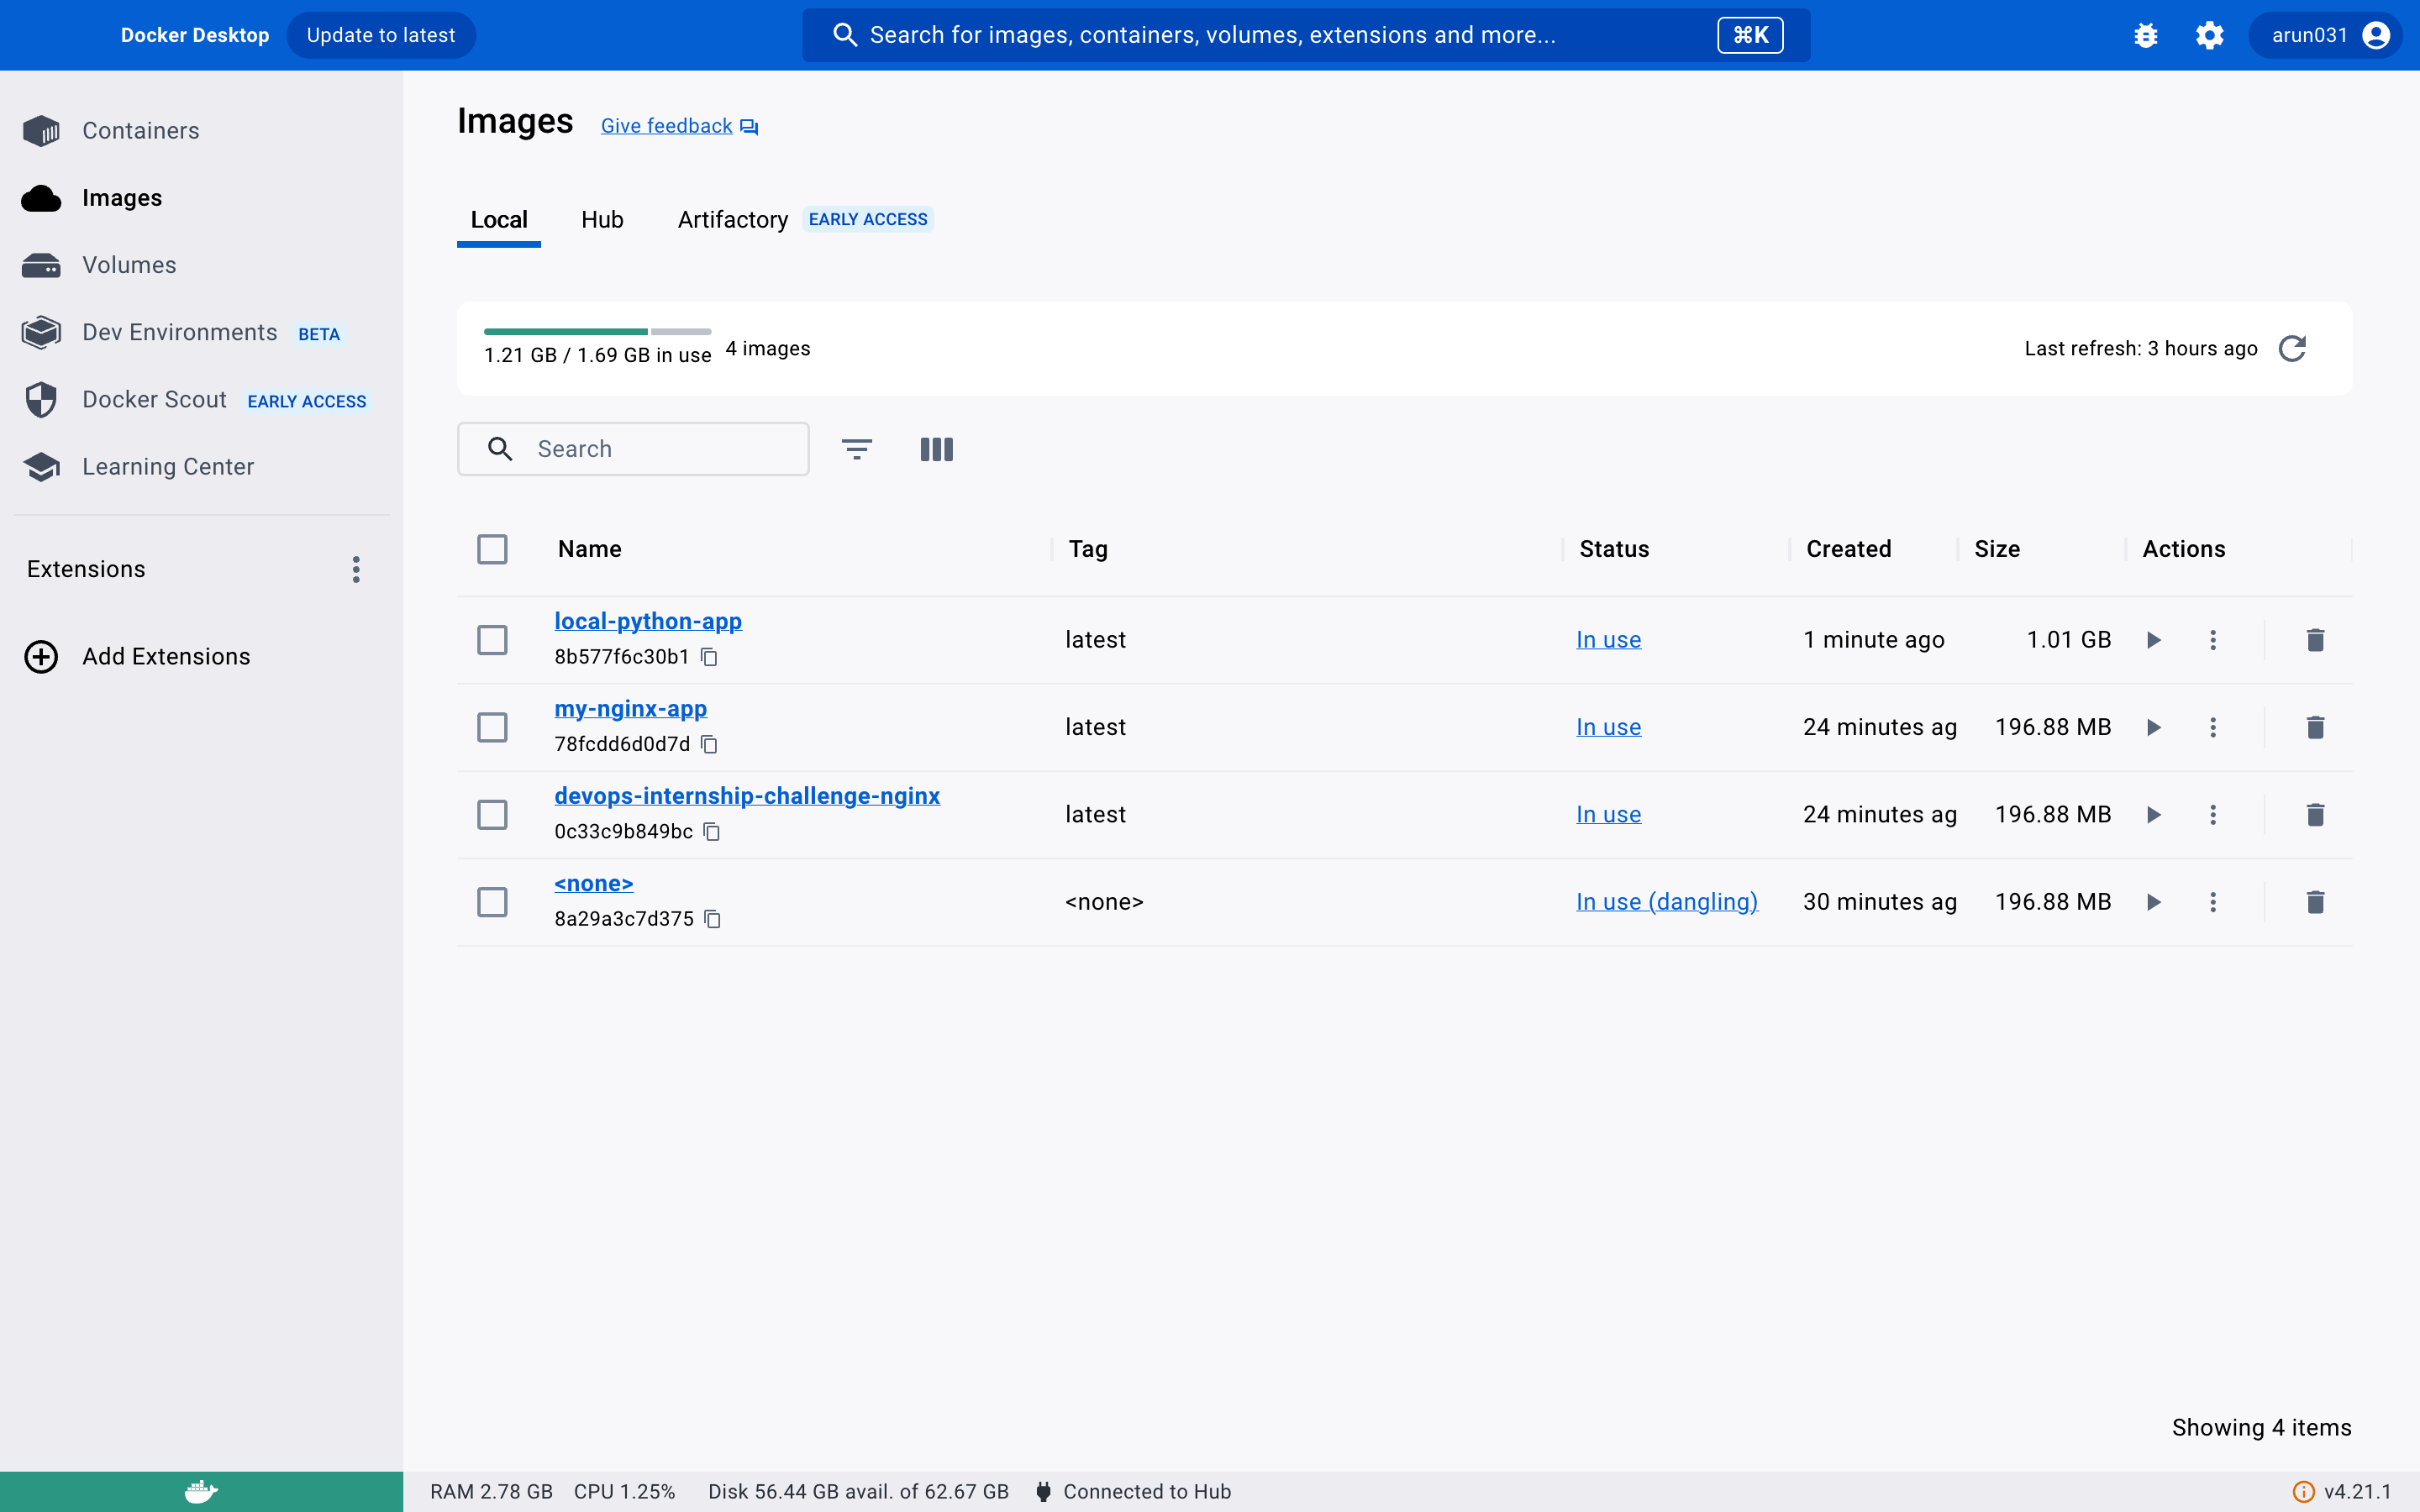 Docker Desktop Update to latest Search for images, containers, volumes, extensions and more... ⌘K arun031
Containers
Images
Volumes
Dev Environments BETA
Docker Scout EARLY ACCESS
Learning Center
Extensions
Add Extensions
Images Give feedback
Local Hub Artifactory EARLY ACCESS
1.21 GB / 1.69 GB in use 4 images Last refresh: 3 hours ago
Search
Name Tag Status Created Size Actions
local-python-app
8b577f6c30b1
latest In use 1 minute ago 1.01 GB
my-nginx-app
78fcdd6d0d7d
latest In use 24 minutes ag 196.88 MB
devops-internship-challenge-nginx
0c33c9b849bc
latest In use 24 minutes ag 196.88 MB
<none>
8a29a3c7d375
<none> In use (dangling) 30 minutes ag 196.88 MB
Showing 4 items
RAM 2.78 GB CPU 1.25% Disk 56.44 GB avail. of 62.67 GB Connected to Hub v4.21.1